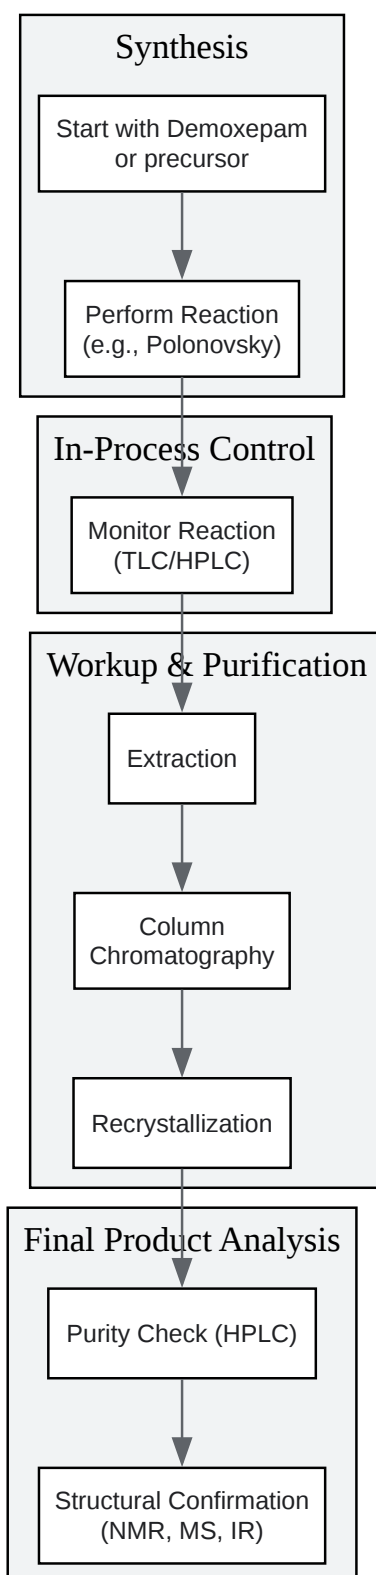 Synthesis
Start with Demoxepam
or precursor
Perform Reaction
(e.g., Polonovsky)
In-Process Control
Monitor Reaction
(TLC/HPLC)
Workup & Purification
Extraction
Column
Chromatography
Recrystallization
Final Product Analysis
Purity Check (HPLC)
Structural Confirmation
(NMR, MS, IR)